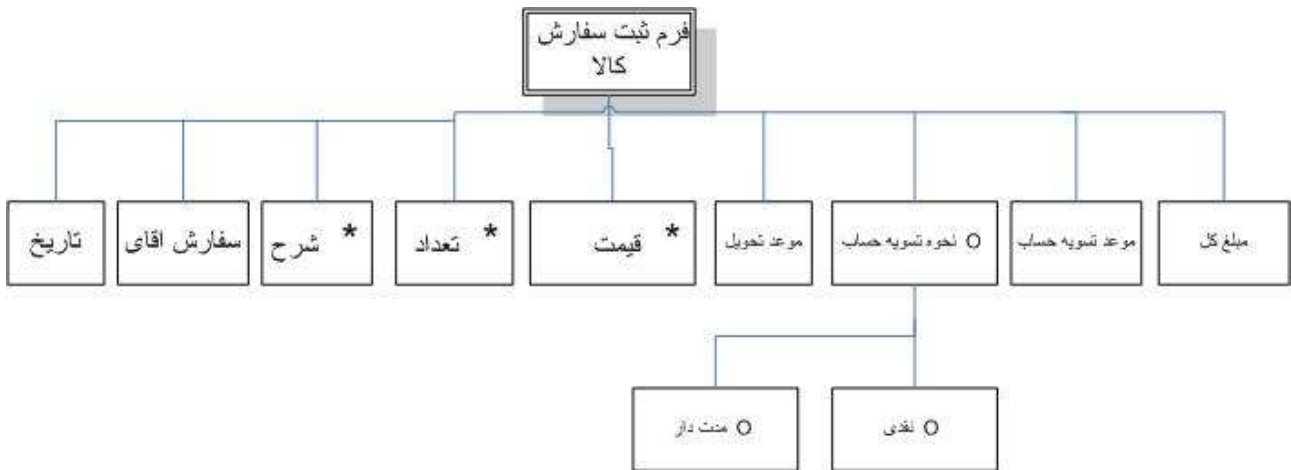 فرم ثبت سفارش
کالا
مبلغ کل
موعد تسویه حساب
O نحوه تسویه حساب
موعد تحویل
* قیمت
* تعداد
* شرح
سفارش اقای
تاریخ
O نقدی
O مدت دار